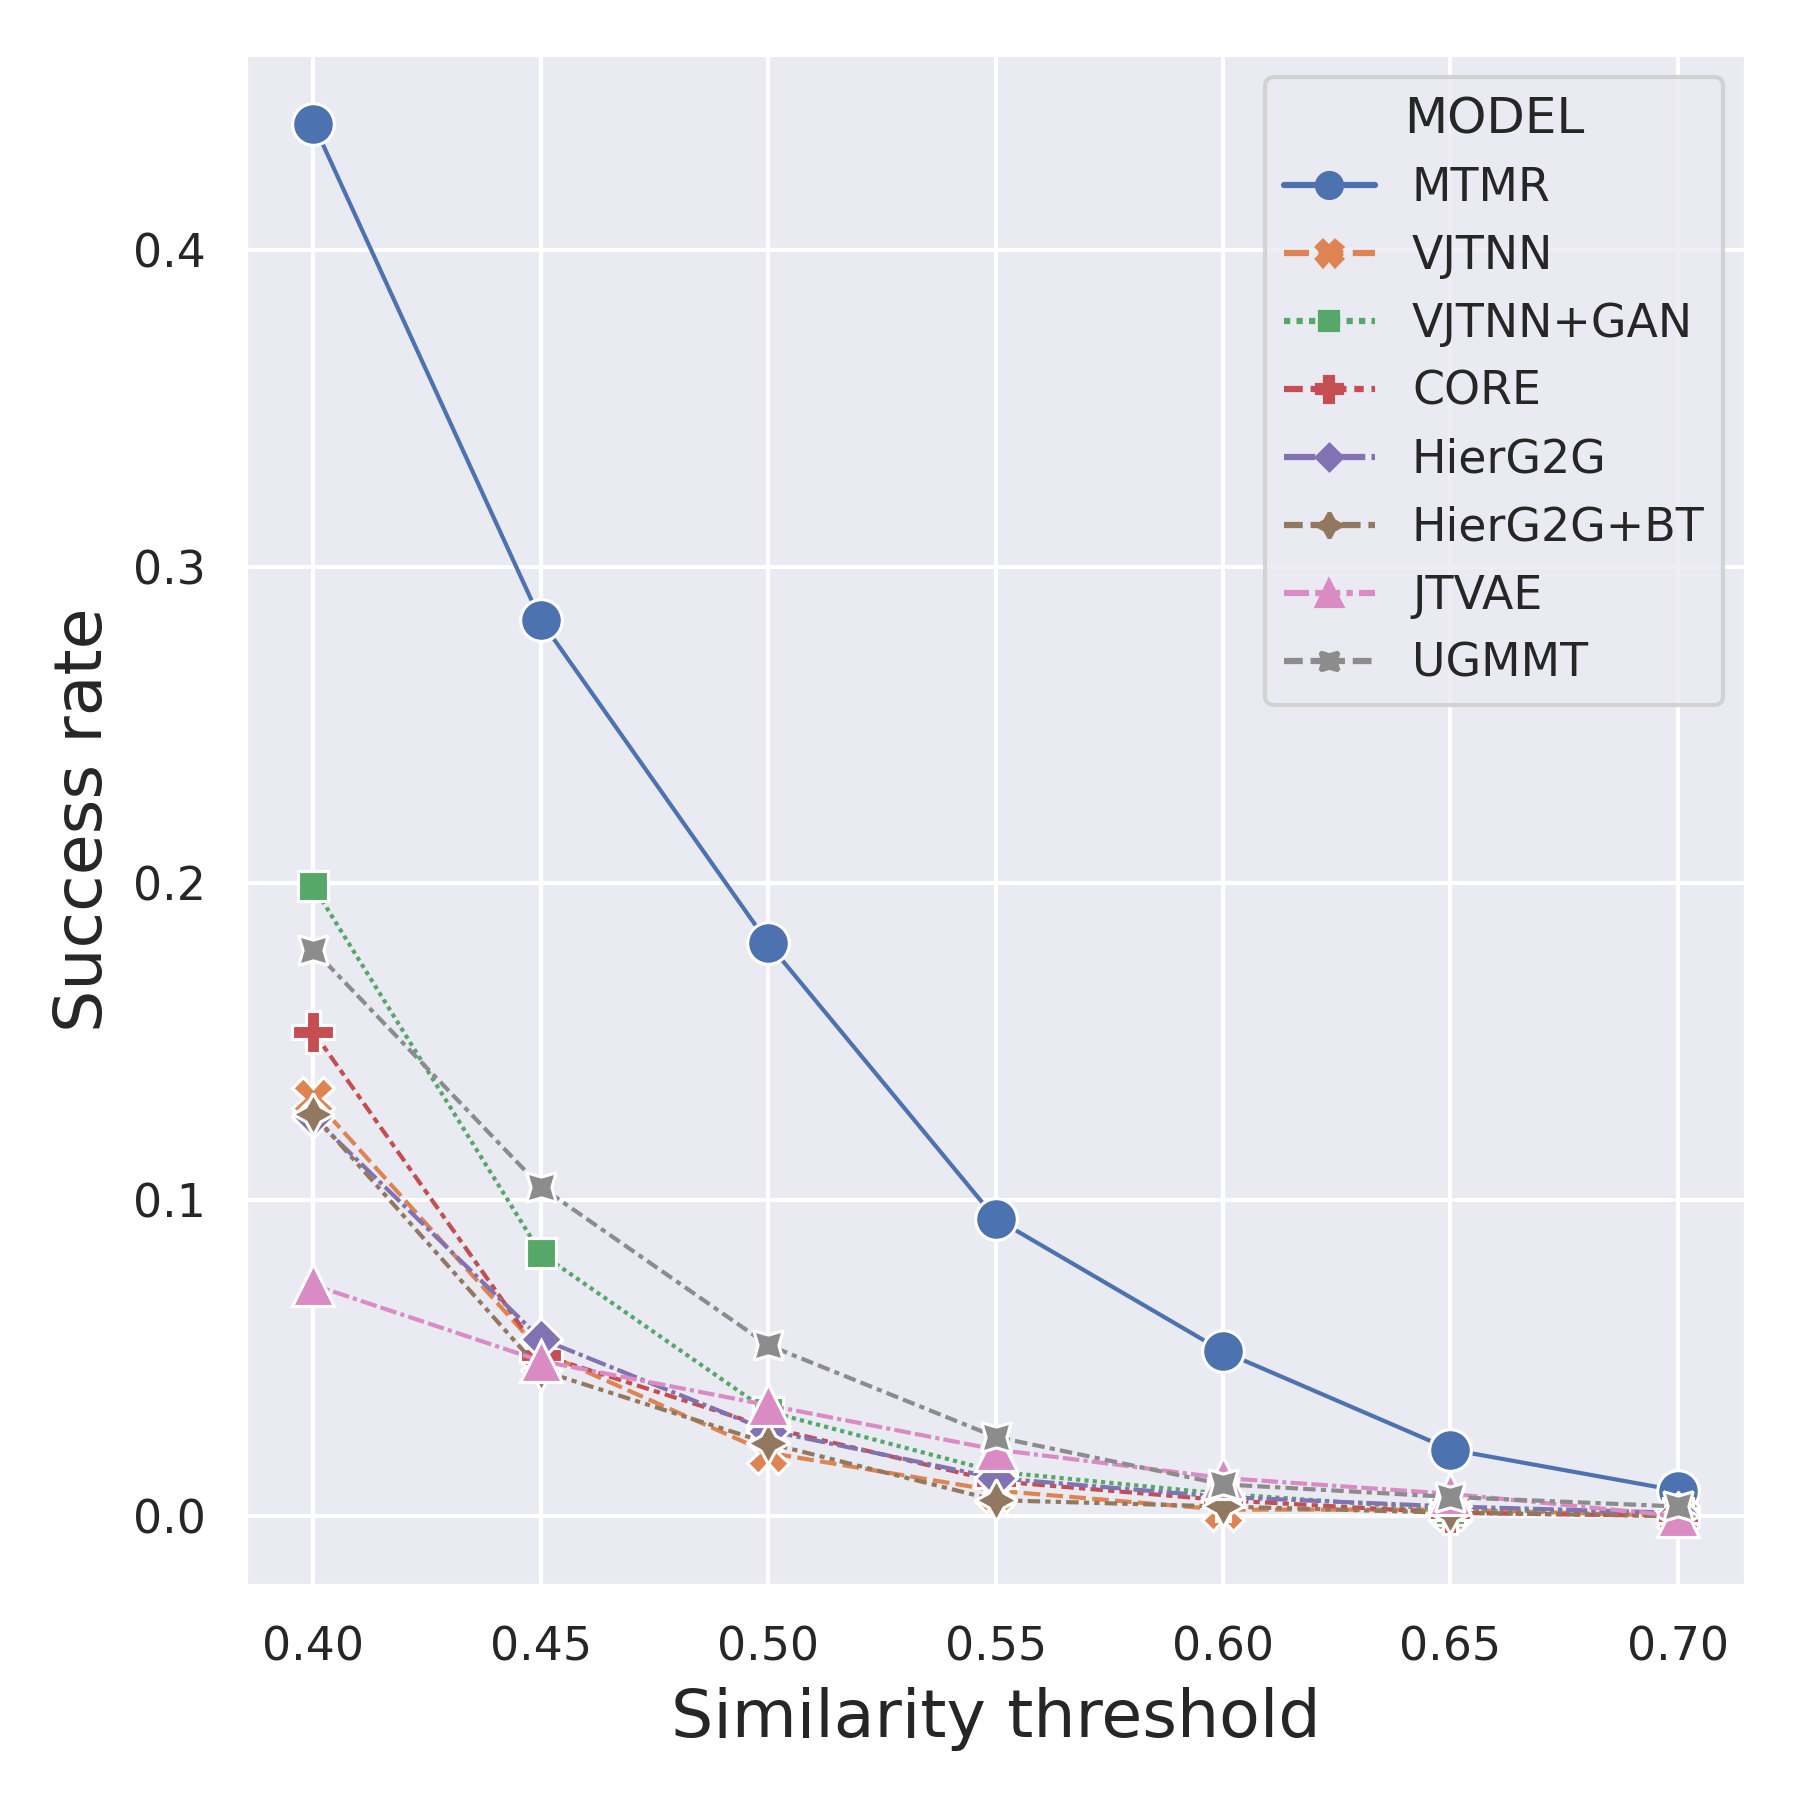 MODEL
MTMR
VJTNN
VJTNN+GAN
CORE
HierG2G
HierG2G+BT
JTVAE
UGMMT
Success rate
0.4
0.3
0.2
0.1
0.0
0.40 0.45 0.50 0.55 0.60 0.65 0.70
Similarity threshold